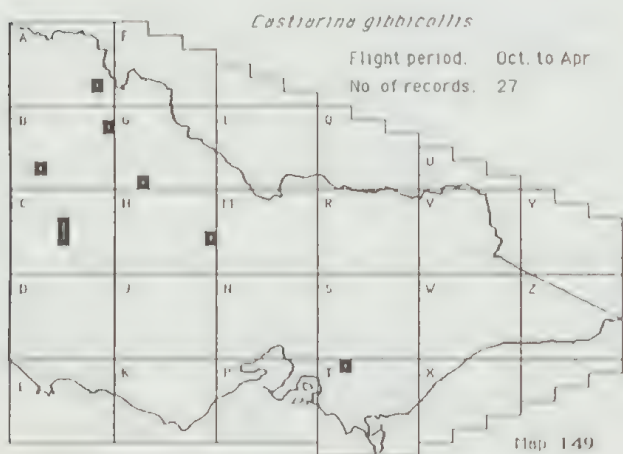 Castiarina gibbicollis
Flight period. Oct. to Apr
No of records. 27
A F
B G L Q
U
C H M R V Y
D J N S W Z
K P T X
Map 149